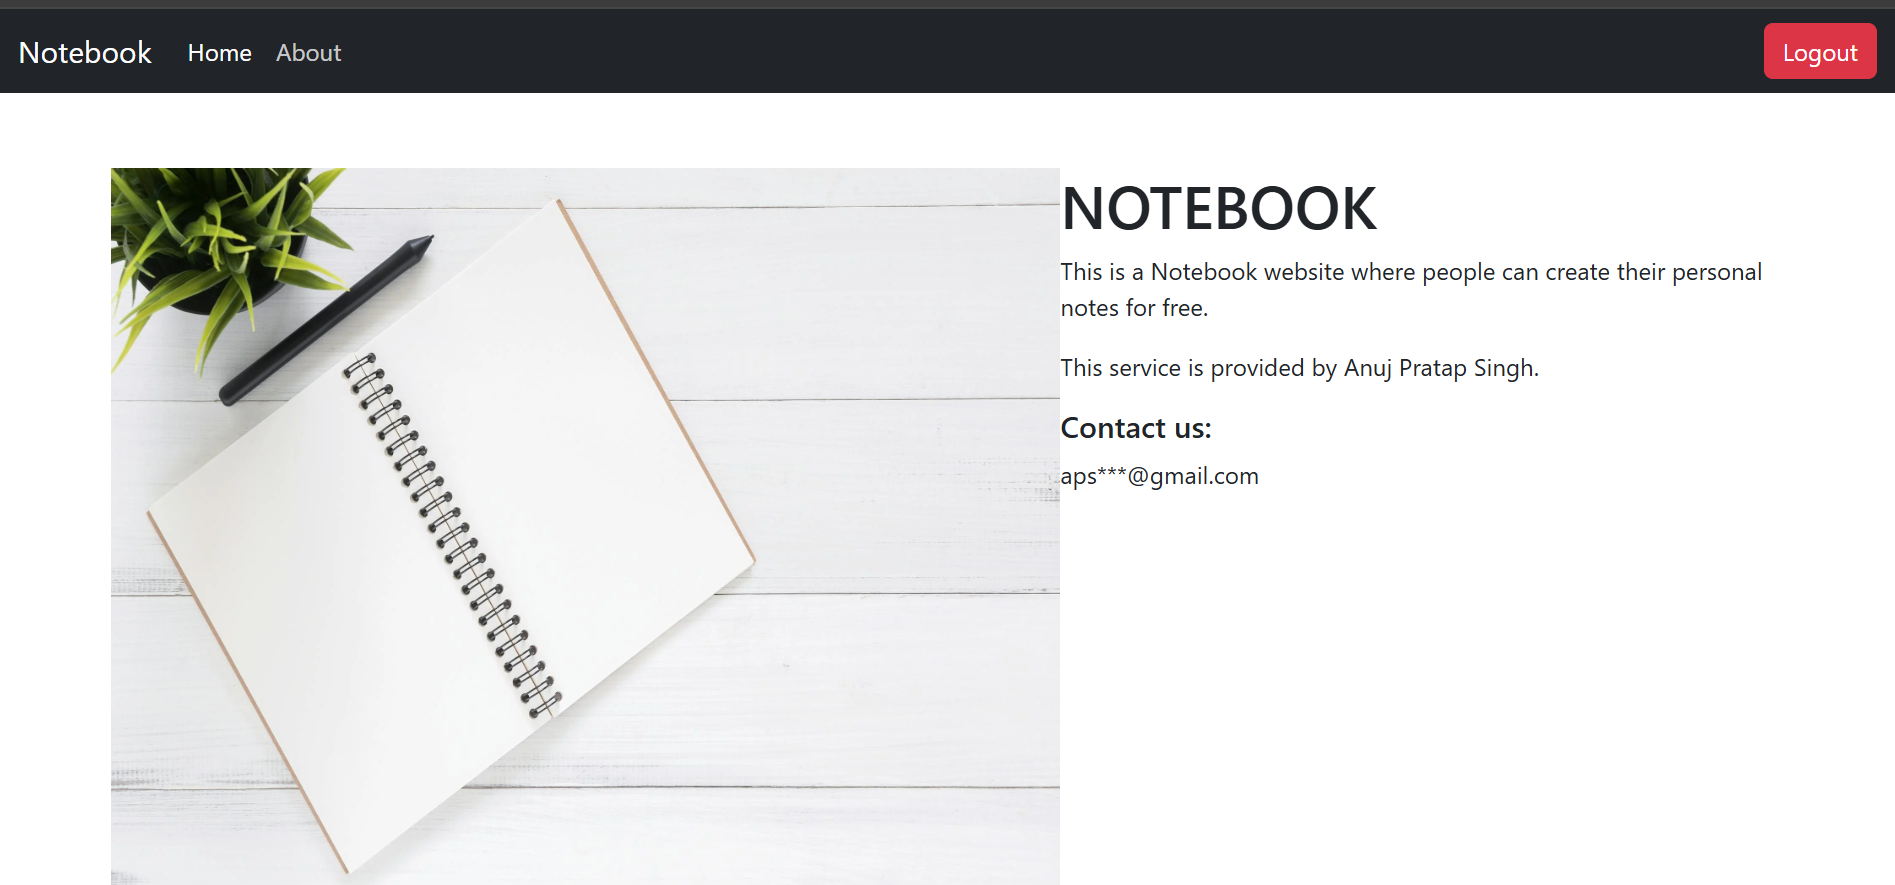 Notebook Home About Logout
NOTEBOOK
This is a Notebook website where people can create their personal
notes for free.
This service is provided by Anuj Pratap Singh.
Contact us:
aps***@gmail.com